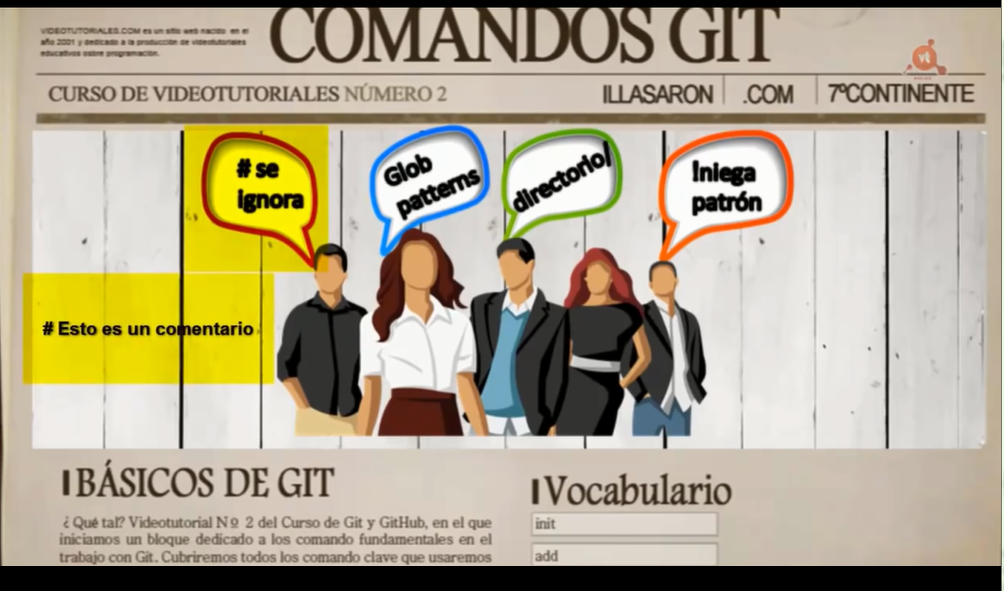 VIDEOTUTORIALES.COM es un sitio web nacido en el
año 2001 y dedicado a la producción de videotutoriales
educativos osbre programación.
COMANDOS GIT
CURSO DE VIDEOTUTORIALES NÚMERO 2
ILLASARON .COM 7ºCONTINENTE
# se
ignora
Glob
patterns
directorio/
!niega
patrón
# Esto es un comentario
BÁSICOS DE GIT
¿ Qué tal? Videotutorial Nº 2 del Curso de Git y GitHub, en el que
iniciamos un bloque dedicado a los comando fundamentales en el
trabajo con Git. Cubriremos todos los comando clave que usaremos
Vocabulario
init
add